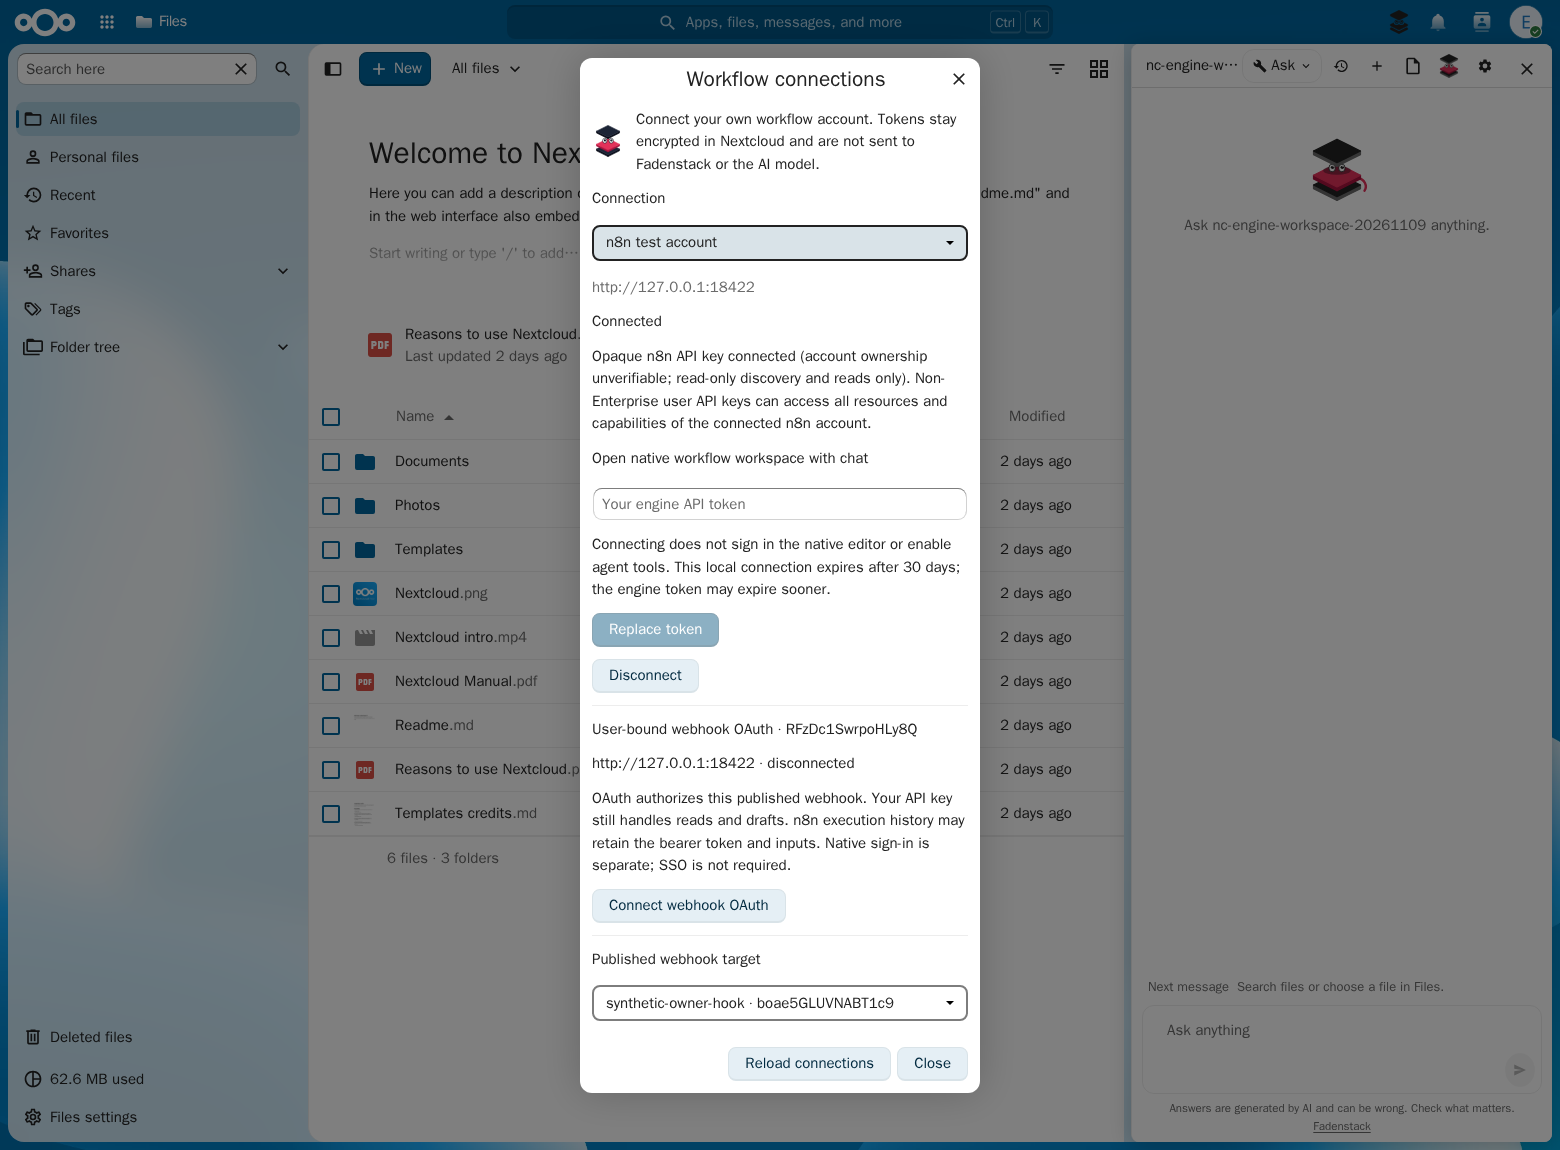 Files
Apps, files, messages, and more
Ctrl
K
E
Search here
New
All files
nc-engine-w···
Ask
All files
Personal files
Recent
Favorites
Shares
Tags
Folder tree
Deleted files
62.6 MB used
Files settings
Welcome to Nex
Here you can add a description
dme.md" and
in the web interface also embed
Start writing or type '/' to add···
PDF
Reasons to use Nextcloud.
Last updated 2 days ago
Name
Modified
Documents
2 days ago
Photos
2 days ago
Templates
2 days ago
Nextcloud.png
2 days ago
Nextcloud intro.mp4
2 days ago
PDF
Nextcloud Manual.pdf
2 days ago
Readme.md
2 days ago
PDF
Reasons to use Nextcloud.p
2 days ago
Templates credits.md
2 days ago
6 files · 3 folders
Workflow connections
Connect your own workflow account. Tokens stay
encrypted in Nextcloud and are not sent to
Fadenstack or the AI model.
Connection
n8n test account
http://127.0.0.1:18422
Connected
Opaque n8n API key connected (account ownership
unverifiable; read-only discovery and reads only). Non-
Enterprise user API keys can access all resources and
capabilities of the connected n8n account.
Open native workflow workspace with chat
Your engine API token
Connecting does not sign in the native editor or enable
agent tools. This local connection expires after 30 days;
the engine token may expire sooner.
Replace token
Disconnect
User-bound webhook OAuth · RFzDc1SwrpoHLy8Q
http://127.0.0.1:18422 · disconnected
OAuth authorizes this published webhook. Your API key
still handles reads and drafts. n8n execution history may
retain the bearer token and inputs. Native sign-in is
separate; SSO is not required.
Connect webhook OAuth
Published webhook target
synthetic-owner-hook · boae5GLUVNABT1c9
Reload connections
Close
Ask nc-engine-workspace-20261109 anything.
Next message
Search files or choose a file in Files.
Ask anything
Answers are generated by AI and can be wrong. Check what matters.
Fadenstack